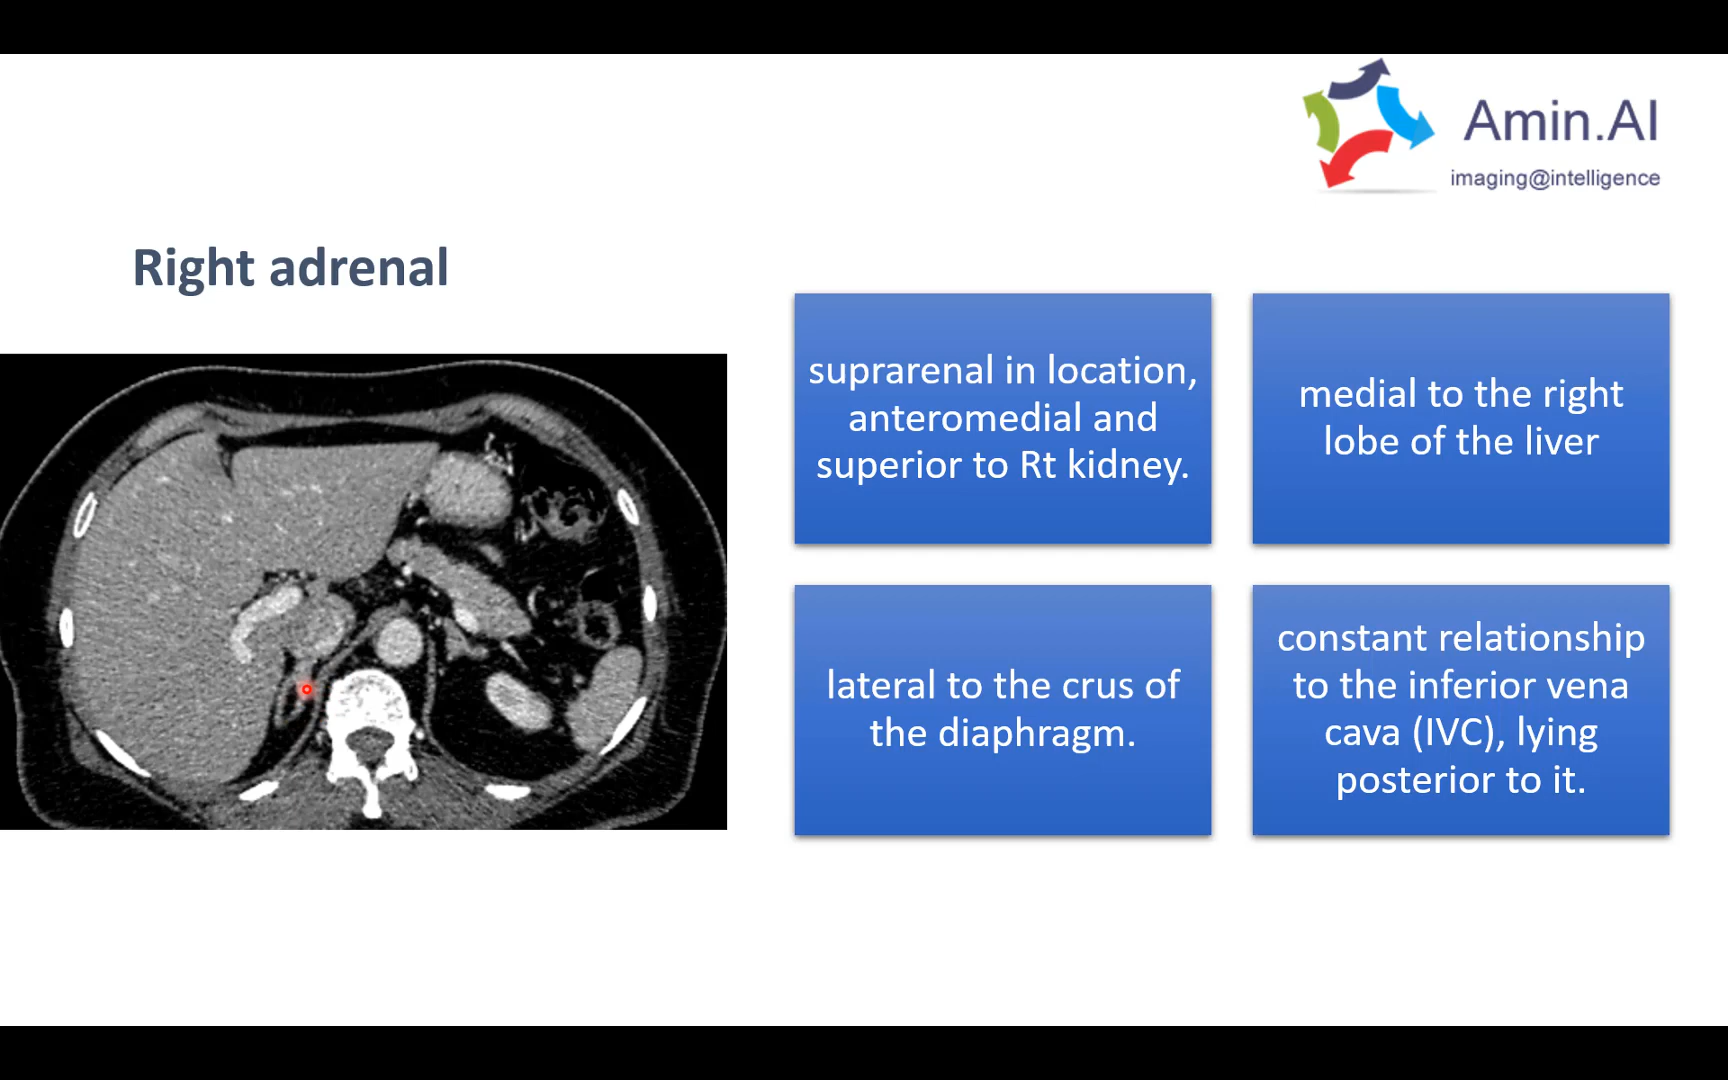 Amin.AI
imaging@intelligence
Right adrenal
suprarenal in location,
anteromedial and
superior to Rt kidney.
medial to the right
lobe of the liver
lateral to the crus of
the diaphragm.
constant relationship
to the inferior vena
cava (IVC), lying
posterior to it.